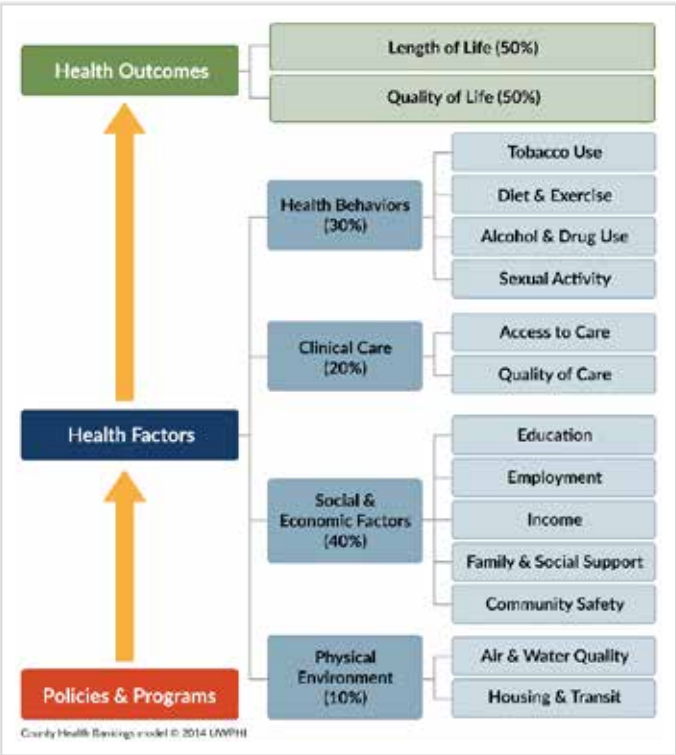 Health Outcomes
Length of Life (50%)
Quality of Life (50%)
Health Factors
Health Behaviors
(30%)
Tobacco Use
Diet & Exercise
Alcohol & Drug Use
Sexual Activity
Clinical Care
(20%)
Access to Care
Quality of Care
Social &
Economic Factors
(40%)
Education
Employment
Income
Family & Social Support
Community Safety
Physical
Environment
(10%)
Air & Water Quality
Housing & Transit
Policies & Programs
County Health Rankings model © 2014 UWPHI